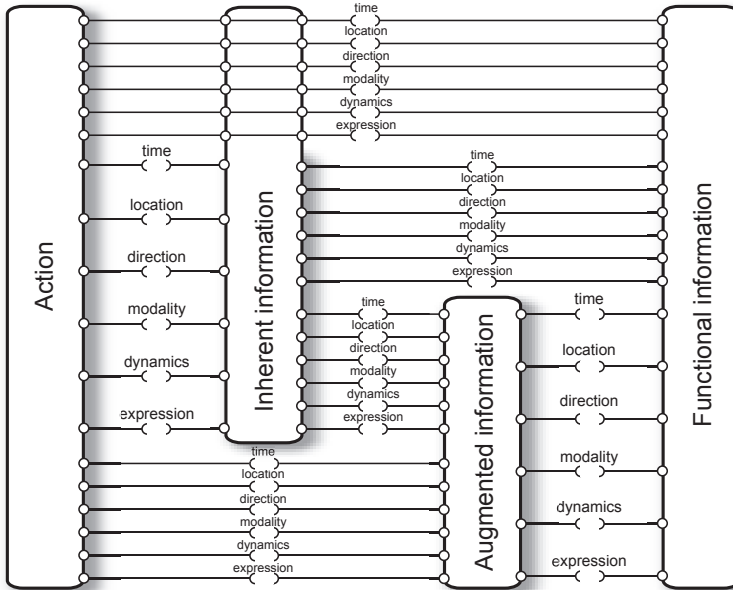 time
location
direction
modality
dynamics
expression
Action
time
location
direction
modality
dynamics
expression
Inherent information
time
location
direction
modality
dynamics
expression
Functional information
time
location
direction
modality
dynamics
expression
Augmented information
time
location
direction
modality
dynamics
expression
time
location
direction
modality
dynamics
expression